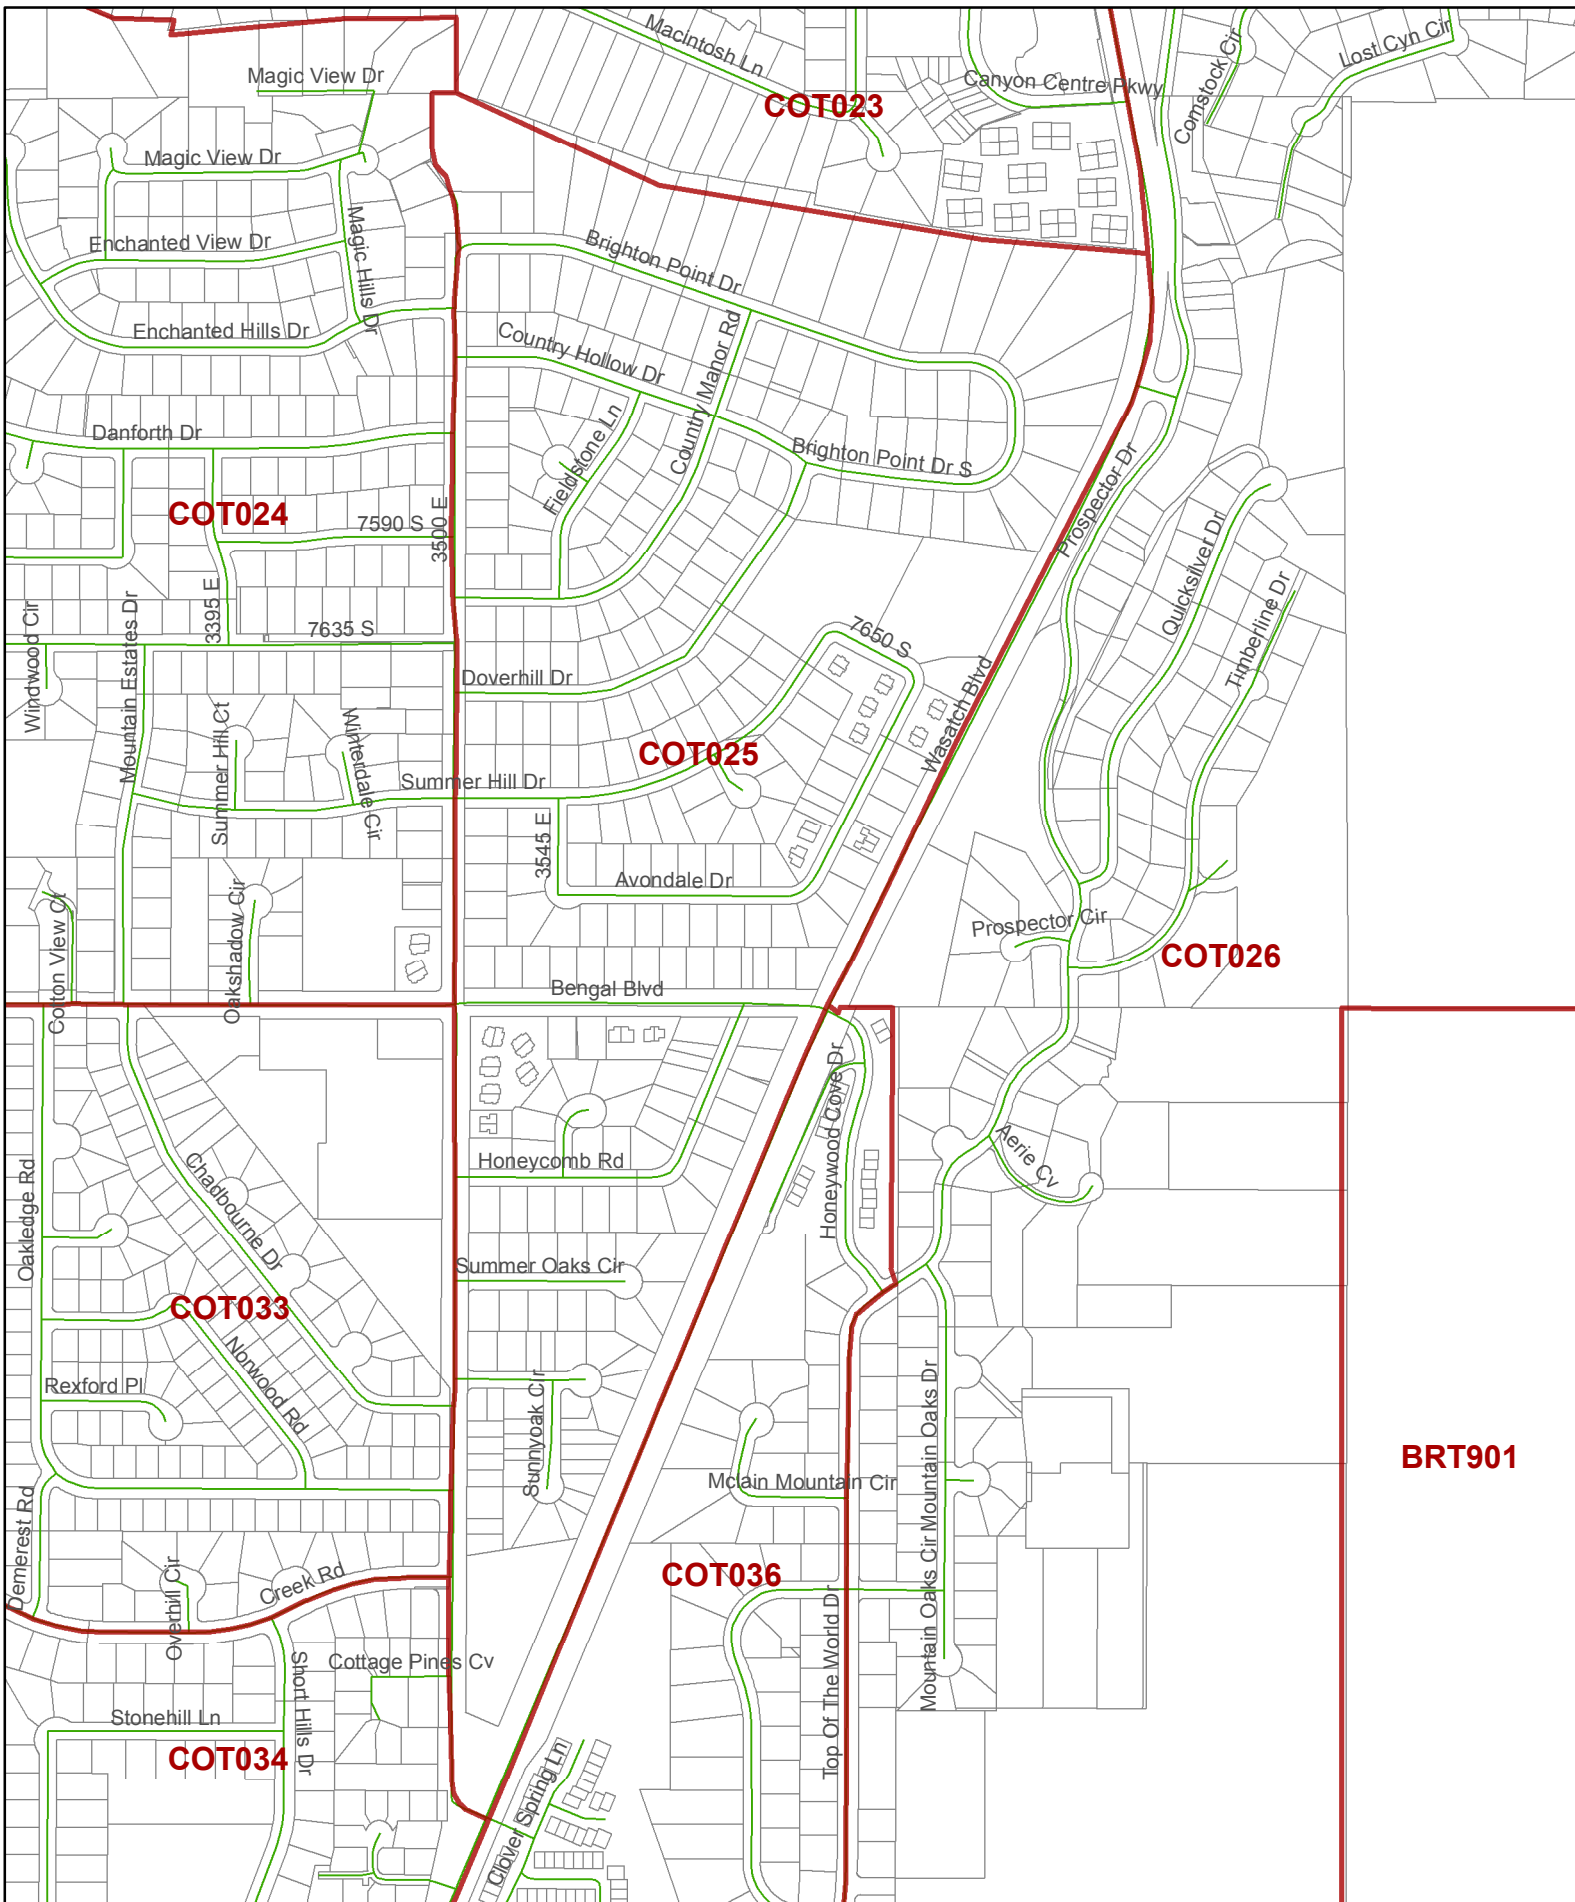 Macintosh Ln
Lost Cyn Cir
Comstock Cir
Magic View Dr
Canyon Centre Pkwy
COT023
Magic View Dr
Magic Hills Dr
Enchanted View Dr
Brighton Point Dr
Enchanted Hills Dr
Country Hollow Dr
Country Manor Rd
Danforth Dr
Fieldstone Ln
Brighton Point Dr S
Prospector Dr
COT024
7590 S
3500 E
Quicksilver Dr
Timberline Dr
Windwood Cir
Mountain Estates Dr
3395 E
7635 S
7650 S
Doverhill Dr
Wasatch Blvd
Summer Hill Ct
Winterdale Cir
COT025
Summer Hill Dr
3545 E
Avondale Dr
Cotton View Ct
Oakshadow Cir
Prospector Cir
COT026
Bengal Blvd
Honeywood Cove Dr
Aerie Cv
Oakledge Rd
Chadbourne Dr
Honeycomb Rd
Summer Oaks Cir
COT033
Norwood Rd
Rexford Pl
Sunnyoak Cir
Mountain Oaks Dr
BRT901
Mclain Mountain Cir
Demerest Rd
Overhill Cir
Creek Rd
COT036
Mountain Oaks Cir
Top Of The World Dr
Short Hills Dr
Cottage Pines Cv
Stonehill Ln
COT034
Clover Spring Ln